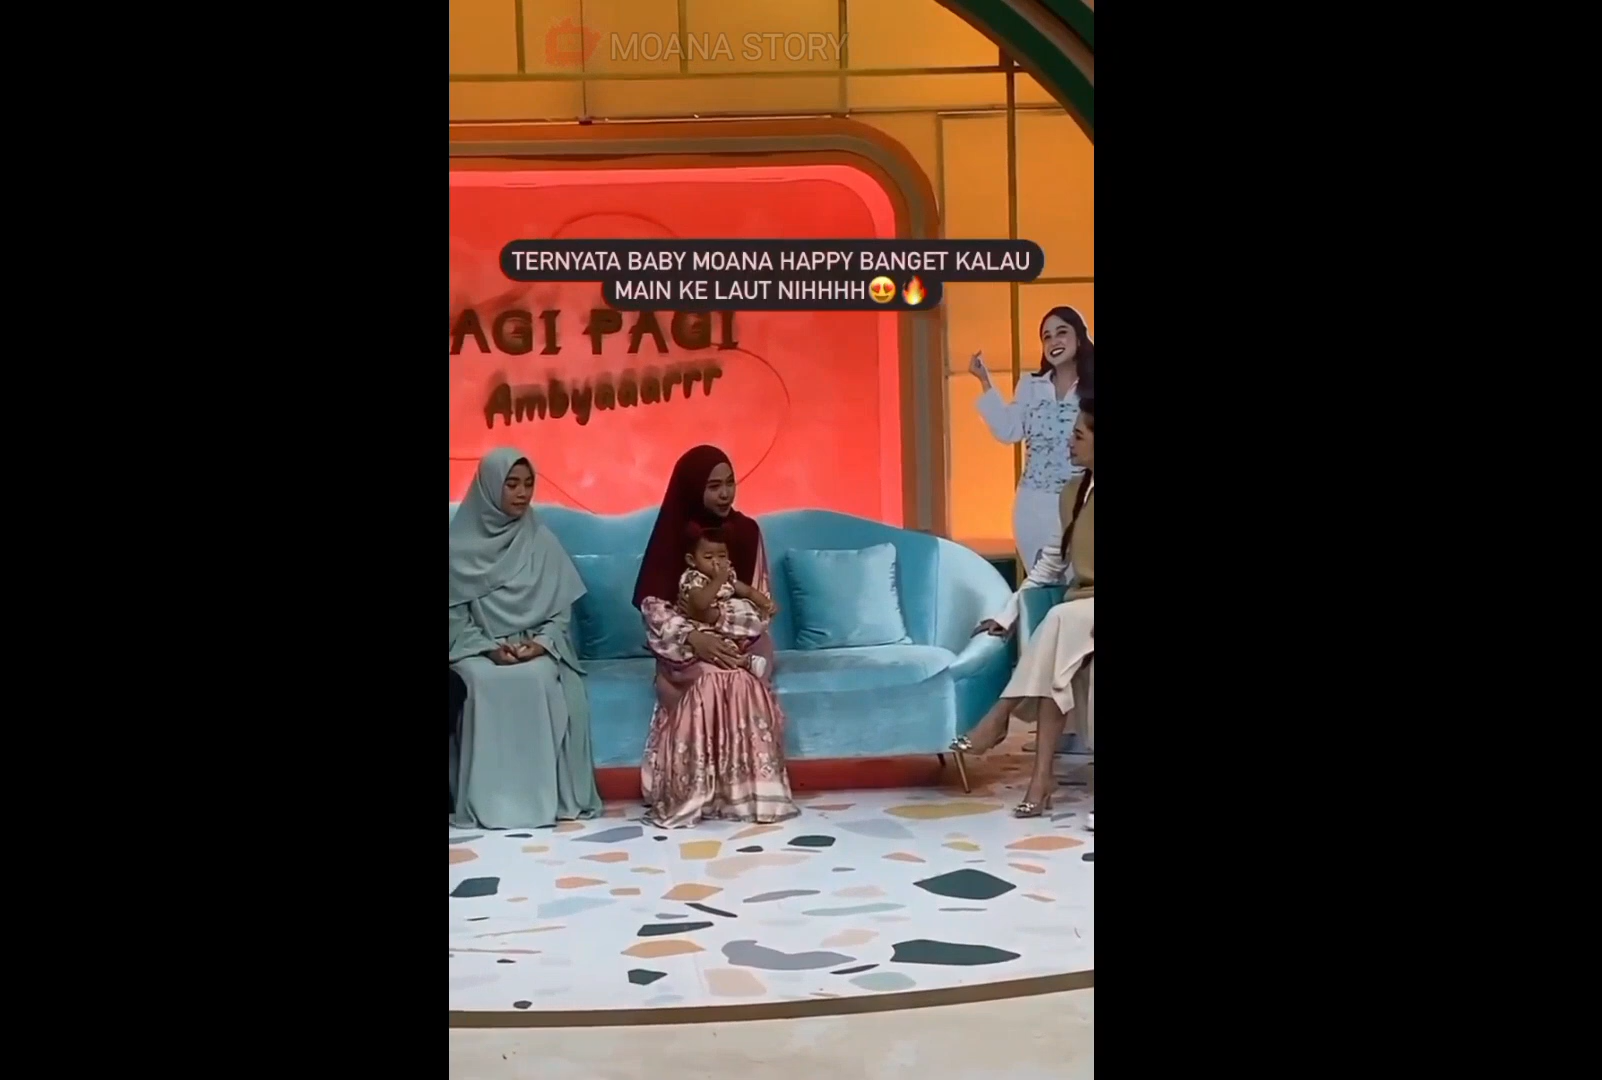 MOANA STORY
TERNYATA BABY MOANA HAPPY BANGET KALAU
MAIN KE LAUT NIHHHH😍🔥
AGI PAGI
Ambyaaarrr